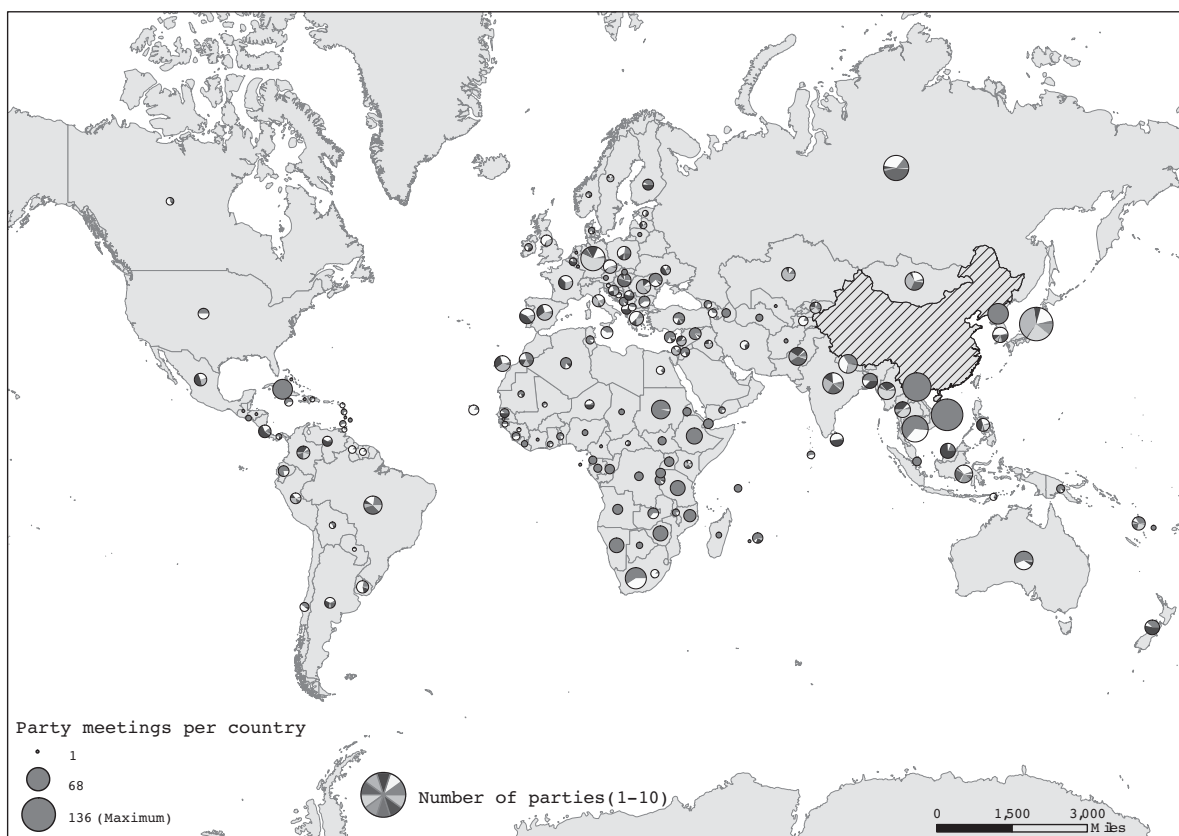 Party meetings per country
1
68
136 (Maximum)
Number of parties(1-10)
0 1,500 3,000
Miles